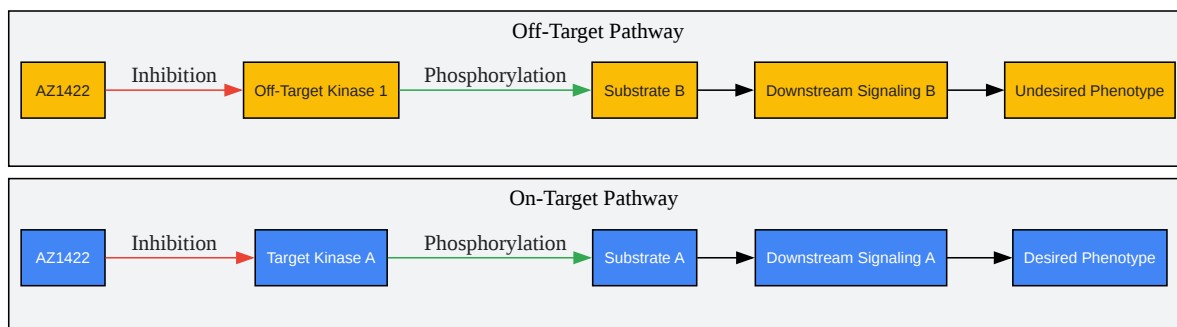 Off-Target Pathway
Inhibition
Phosphorylation
AZ1422
Off-Target Kinase 1
Substrate B
Downstream Signaling B
Undesired Phenotype
On-Target Pathway
Inhibition
Phosphorylation
AZ1422
Target Kinase A
Substrate A
Downstream Signaling A
Desired Phenotype